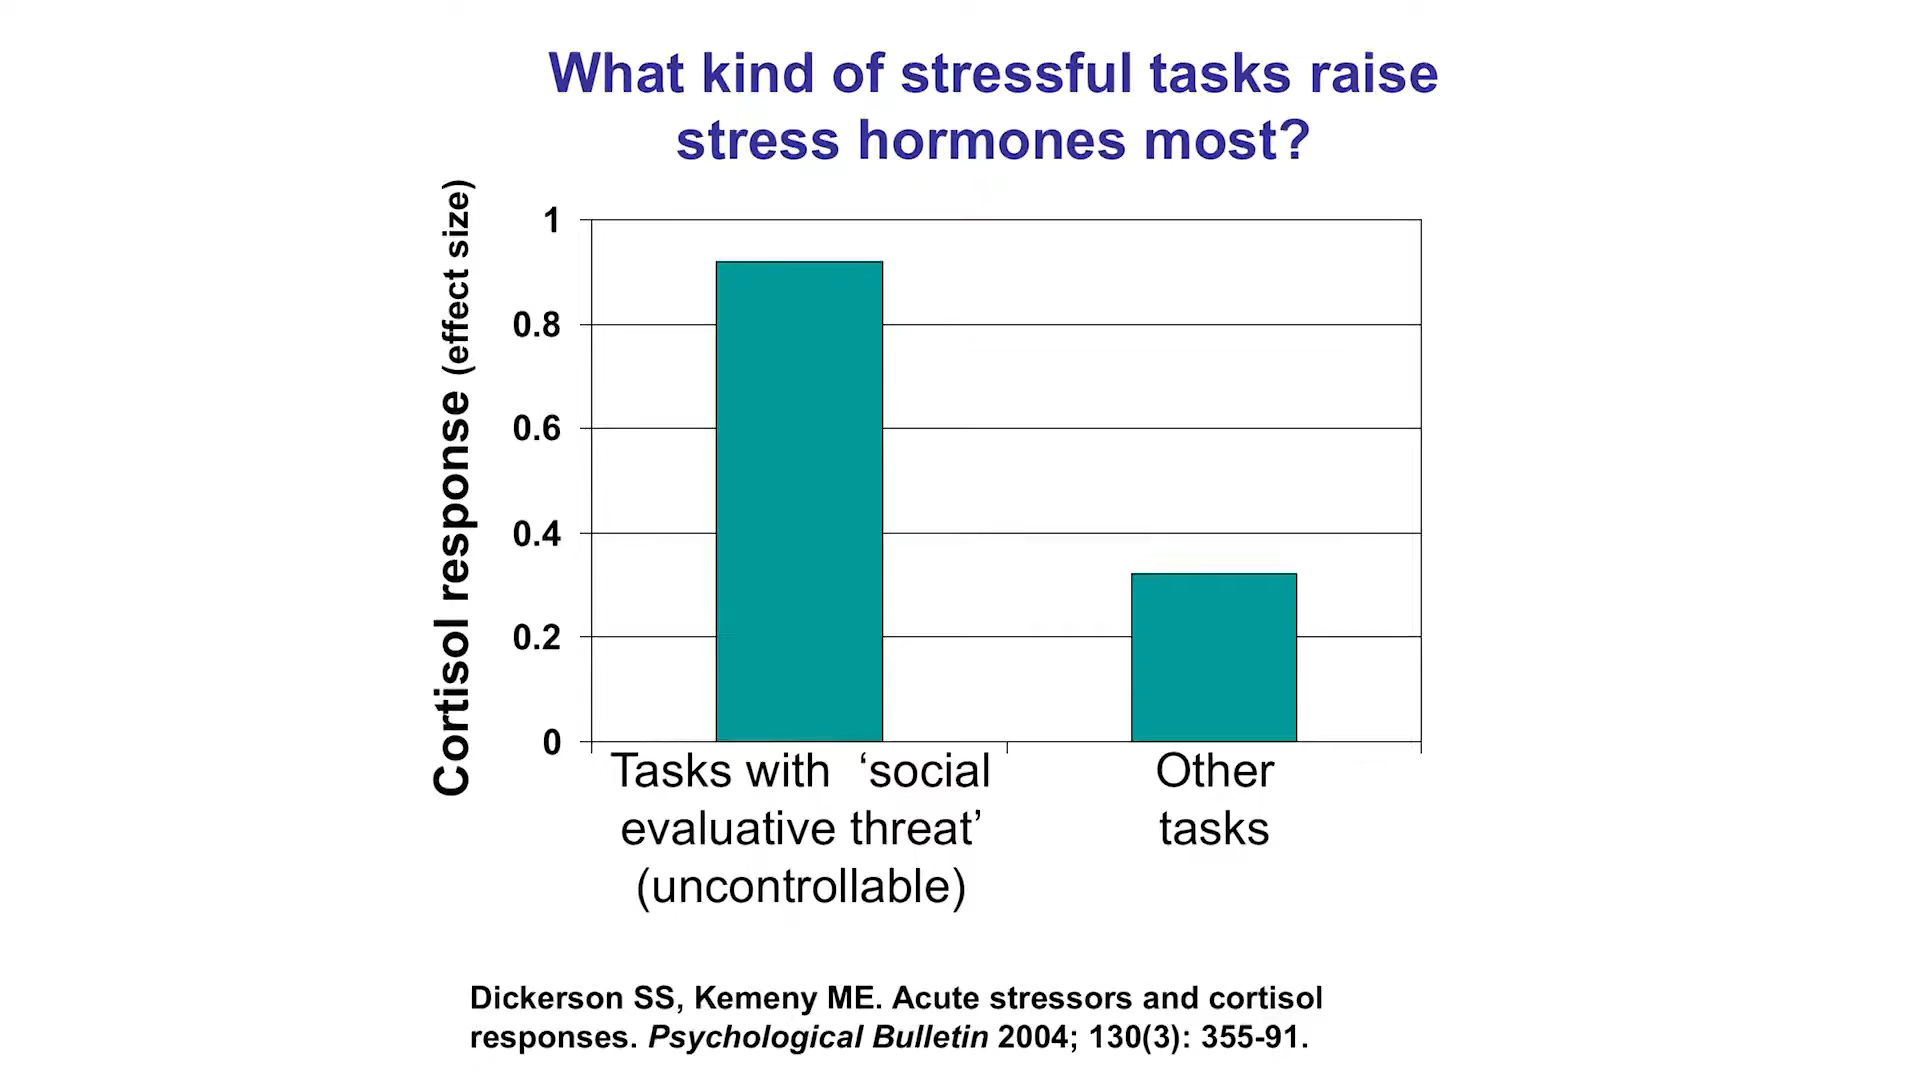 What kind of stressful tasks raise
stress hormones most?
Cortisol response (effect size)
1
0.8
0.6
0.4
0.2
0
Tasks with ‘social
evaluative threat’
(uncontrollable)
Other
tasks
Dickerson SS, Kemeny ME. Acute stressors and cortisol
responses. Psychological Bulletin 2004; 130(3): 355-91.